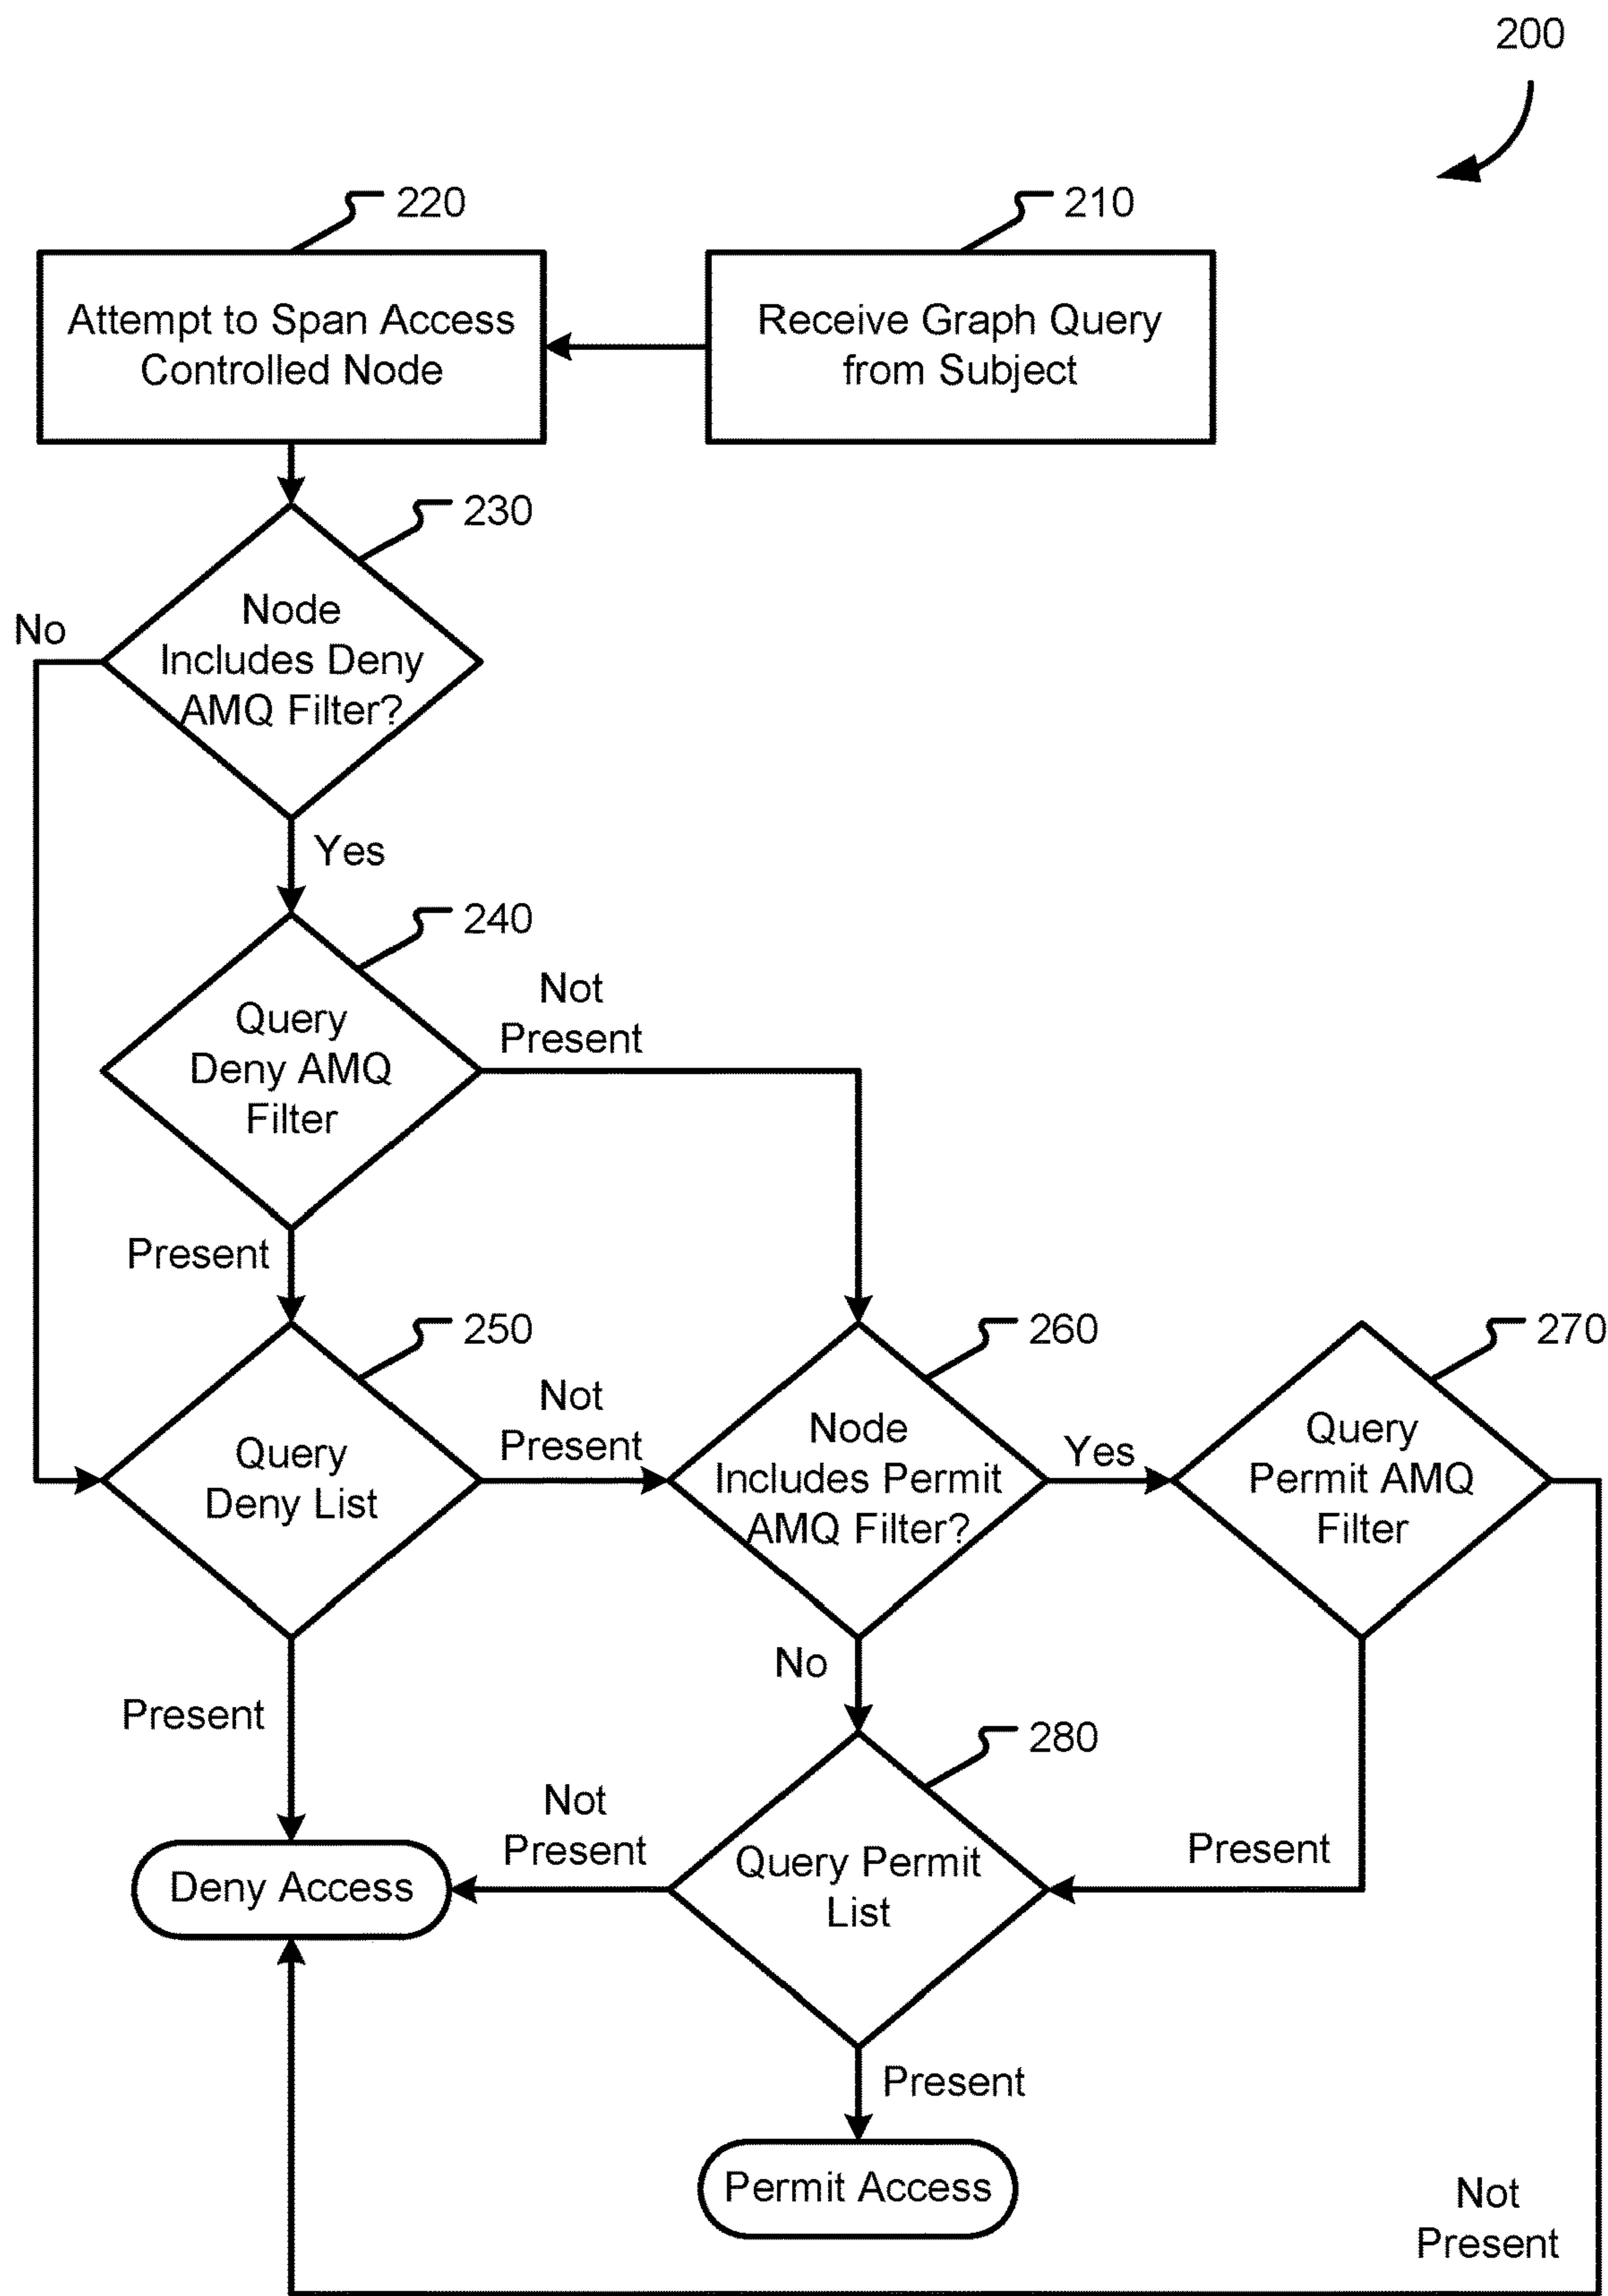 200
220
210
Attempt to Span Access
Controlled Node
Receive Graph Query
from Subject
230
No
Node
Includes Deny
AMQ Filter?
Yes
240
Not
Present
Query
Deny AMQ
Filter
Present
250
260
270
Not
Present
Query
Deny List
Node
Includes Permit
AMQ Filter?
Yes
Query
Permit AMQ
Filter
Present
No
280
Not
Present
Query Permit
List
Present
Deny Access
Present
Permit Access
Not
Present